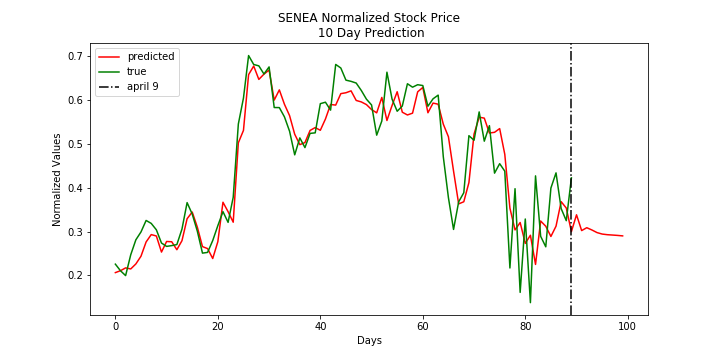 SENEA Normalized Stock Price
10 Day Prediction
predicted
true
april 9
Normalized Values
0.7
0.6
0.5
0.4
0.3
0.2
0 20 40 60 80 100
Days